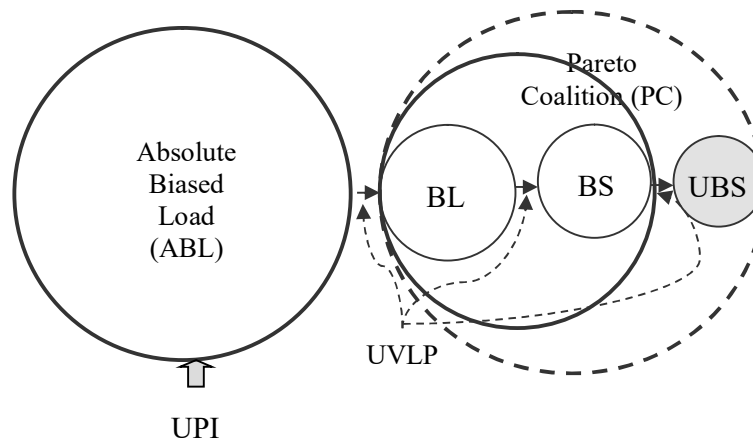 Pareto
Coalition (PC)
Absolute
Biased
Load
(ABL)
BL
BS
UBS
UVLP
UPI